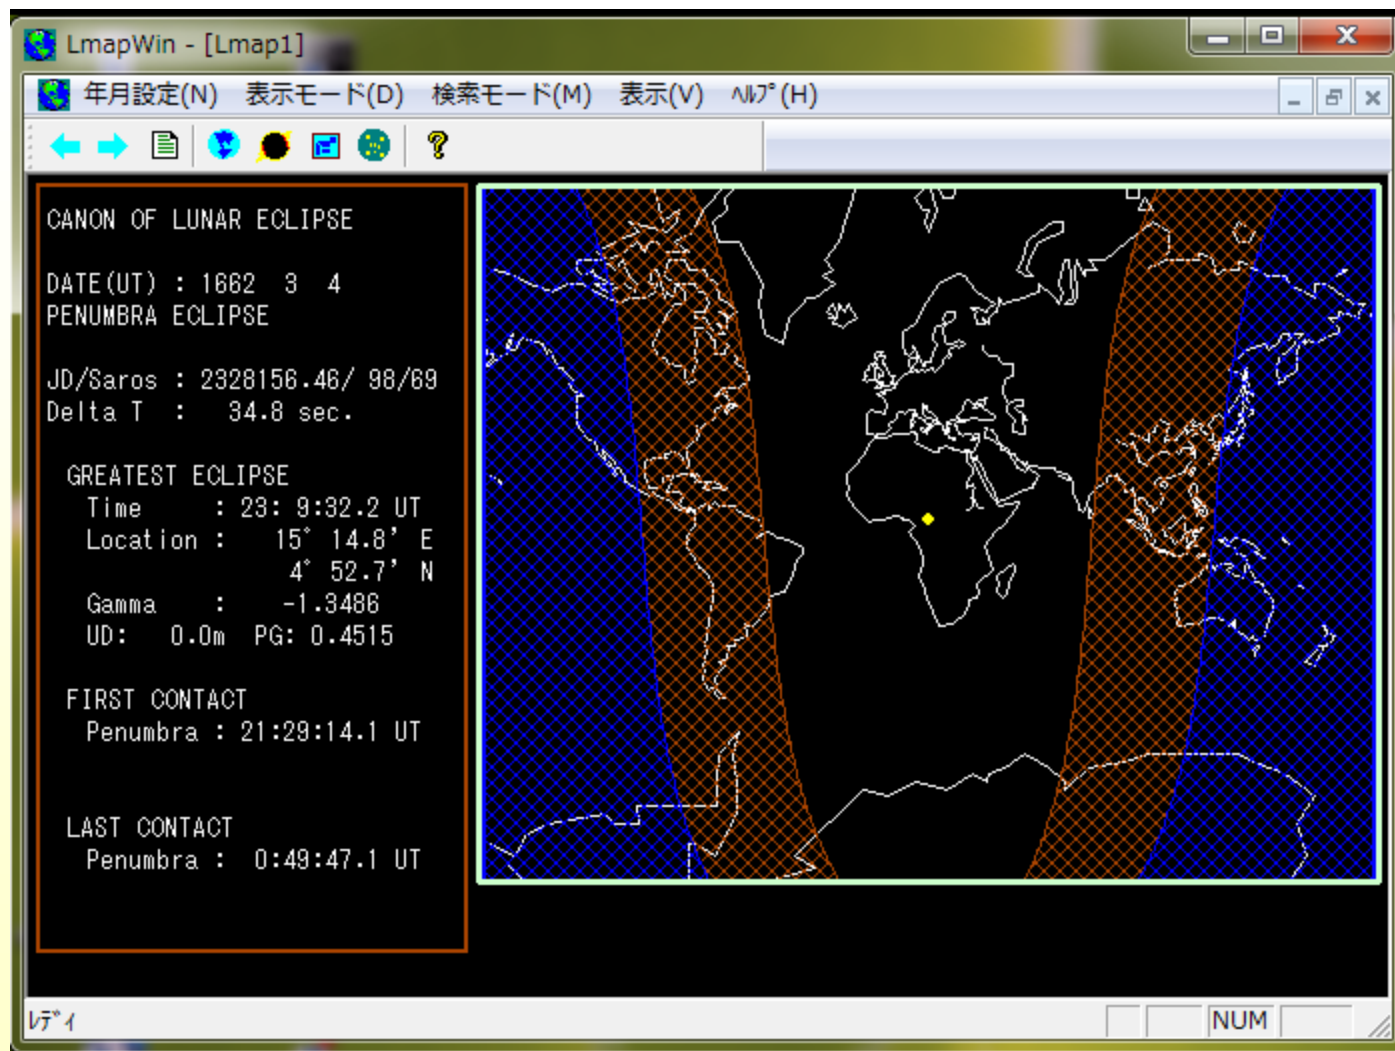 LmapWin - [Lmap1]
年月設定(N) 表示モード(D) 検索モード(M) 表示(V) ﾍﾙﾌﾟ(H)
CANON OF LUNAR ECLIPSE
DATE(UT) : 1662 3 4
PENUMBRA ECLIPSE
JD/Saros : 2328156.46/ 98/69
Delta T : 34.8 sec.
GREATEST ECLIPSE
Time : 23: 9:32.2 UT
Location : 15° 14.8’ E
4° 52.7’ N
Gamma : -1.3486
UD: 0.0m PG: 0.4515
FIRST CONTACT
Penumbra : 21:29:14.1 UT
LAST CONTACT
Penumbra : 0:49:47.1 UT
ﾚﾃﾞｨ NUM